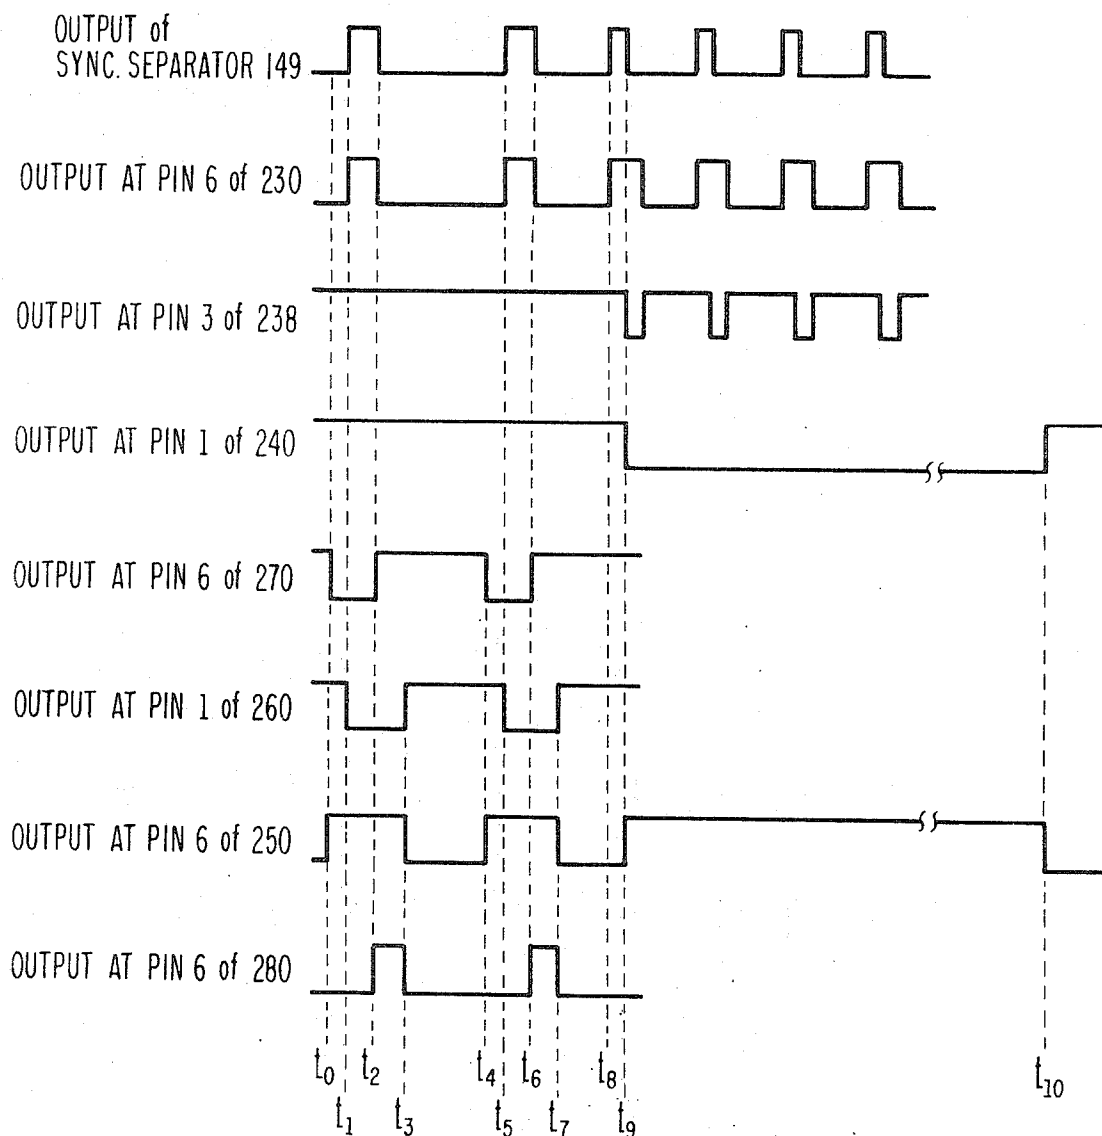 OUTPUT of
SYNC. SEPARATOR 149
OUTPUT AT PIN 6 of 230
OUTPUT AT PIN 3 of 238
OUTPUT AT PIN 1 of 240
OUTPUT AT PIN 6 of 270
OUTPUT AT PIN 1 of 260
OUTPUT AT PIN 6 of 250
OUTPUT AT PIN 6 of 280
t0 t2 t4 t6 t8 t10
t1 t3 t5 t7 t9